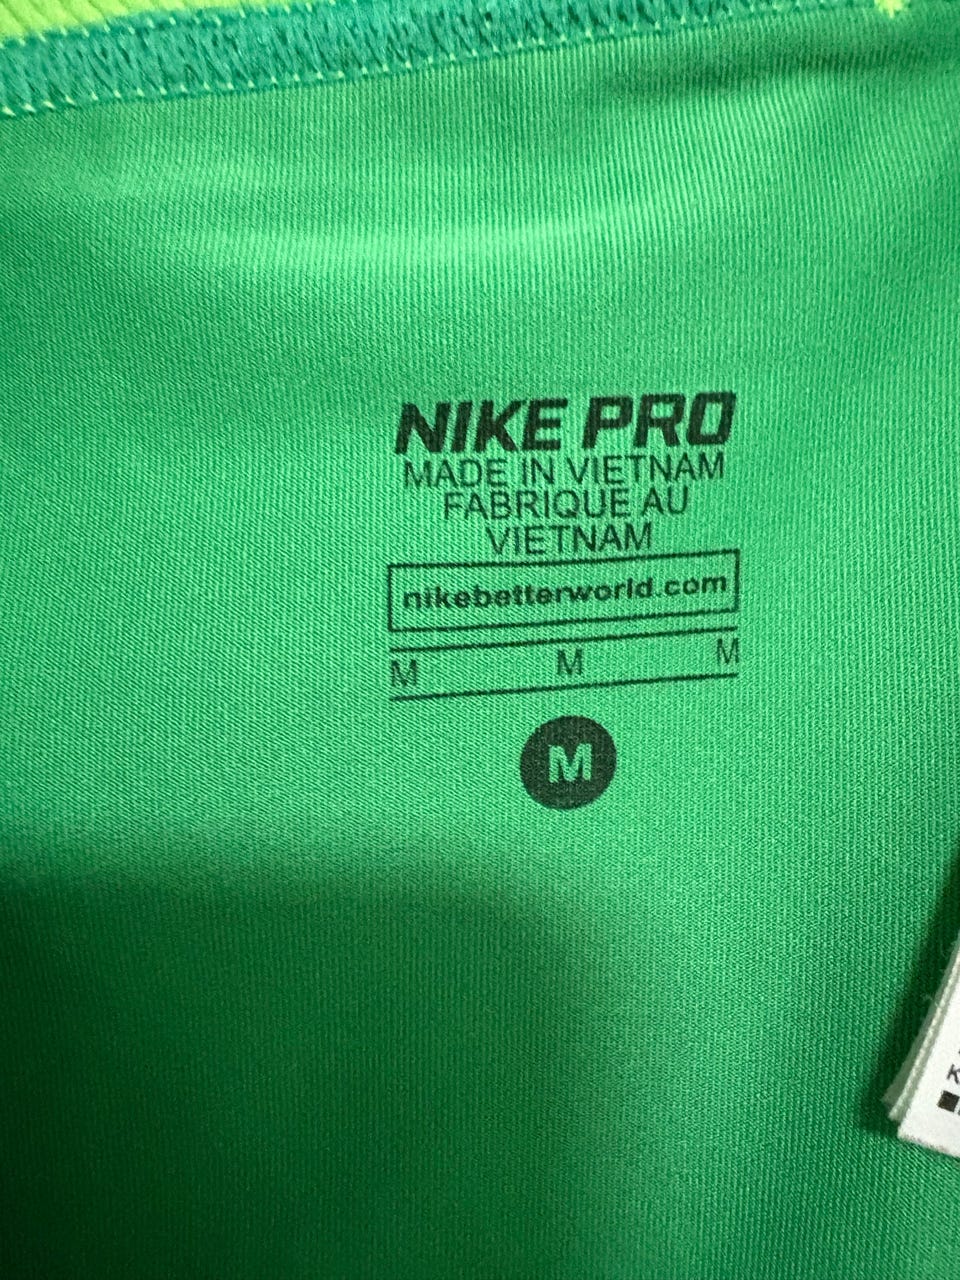 NIKE PRO
MADE IN VIETNAM
FABRIQUE AU
VIETNAM
nikebetterworld.com
M M M
M
K